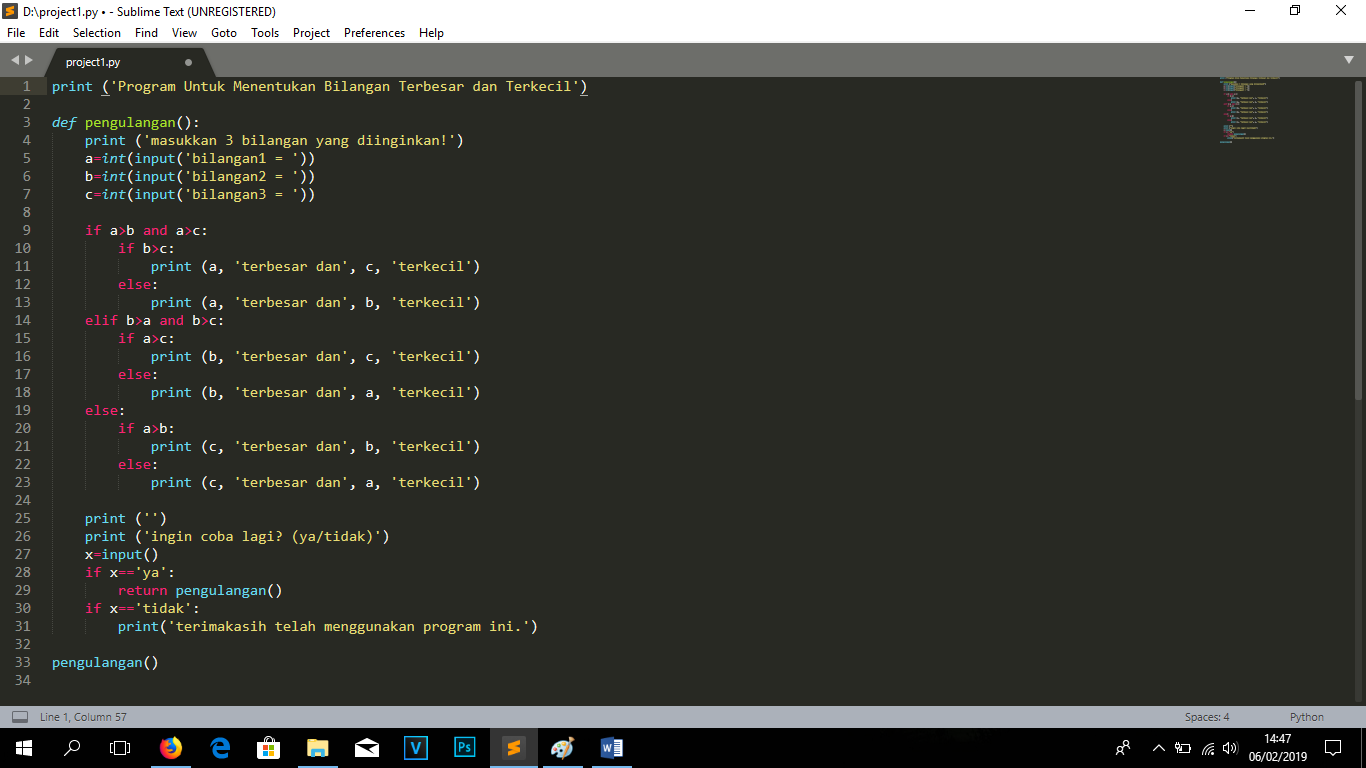 D:\project1.py • - Sublime Text (UNREGISTERED)
File Edit Selection Find View Goto Tools Project Preferences Help
project1.py
1 print ('Program Untuk Menentukan Bilangan Terbesar dan Terkecil')
2
3 def pengulangan():
4     print ('masukkan 3 bilangan yang diinginkan!')
5     a=int(input('bilangan1 = '))
6     b=int(input('bilangan2 = '))
7     c=int(input('bilangan3 = '))
8
9     if a>b and a>c:
10         if b>c:
11             print (a, 'terbesar dan', c, 'terkecil')
12         else:
13             print (a, 'terbesar dan', b, 'terkecil')
14     elif b>a and b>c:
15         if a>c:
16             print (b, 'terbesar dan', c, 'terkecil')
17         else:
18             print (b, 'terbesar dan', a, 'terkecil')
19     else:
20         if a>b:
21             print (c, 'terbesar dan', b, 'terkecil')
22         else:
23             print (c, 'terbesar dan', a, 'terkecil')
24
25     print ('')
26     print ('ingin coba lagi? (ya/tidak)')
27     x=input()
28     if x=='ya':
29         return pengulangan()
30     if x=='tidak':
31         print('terimakasih telah menggunakan program ini.')
32
33 pengulangan()
34
Line 1, Column 57 Spaces: 4 Python
V Ps S W
14:47
06/02/2019